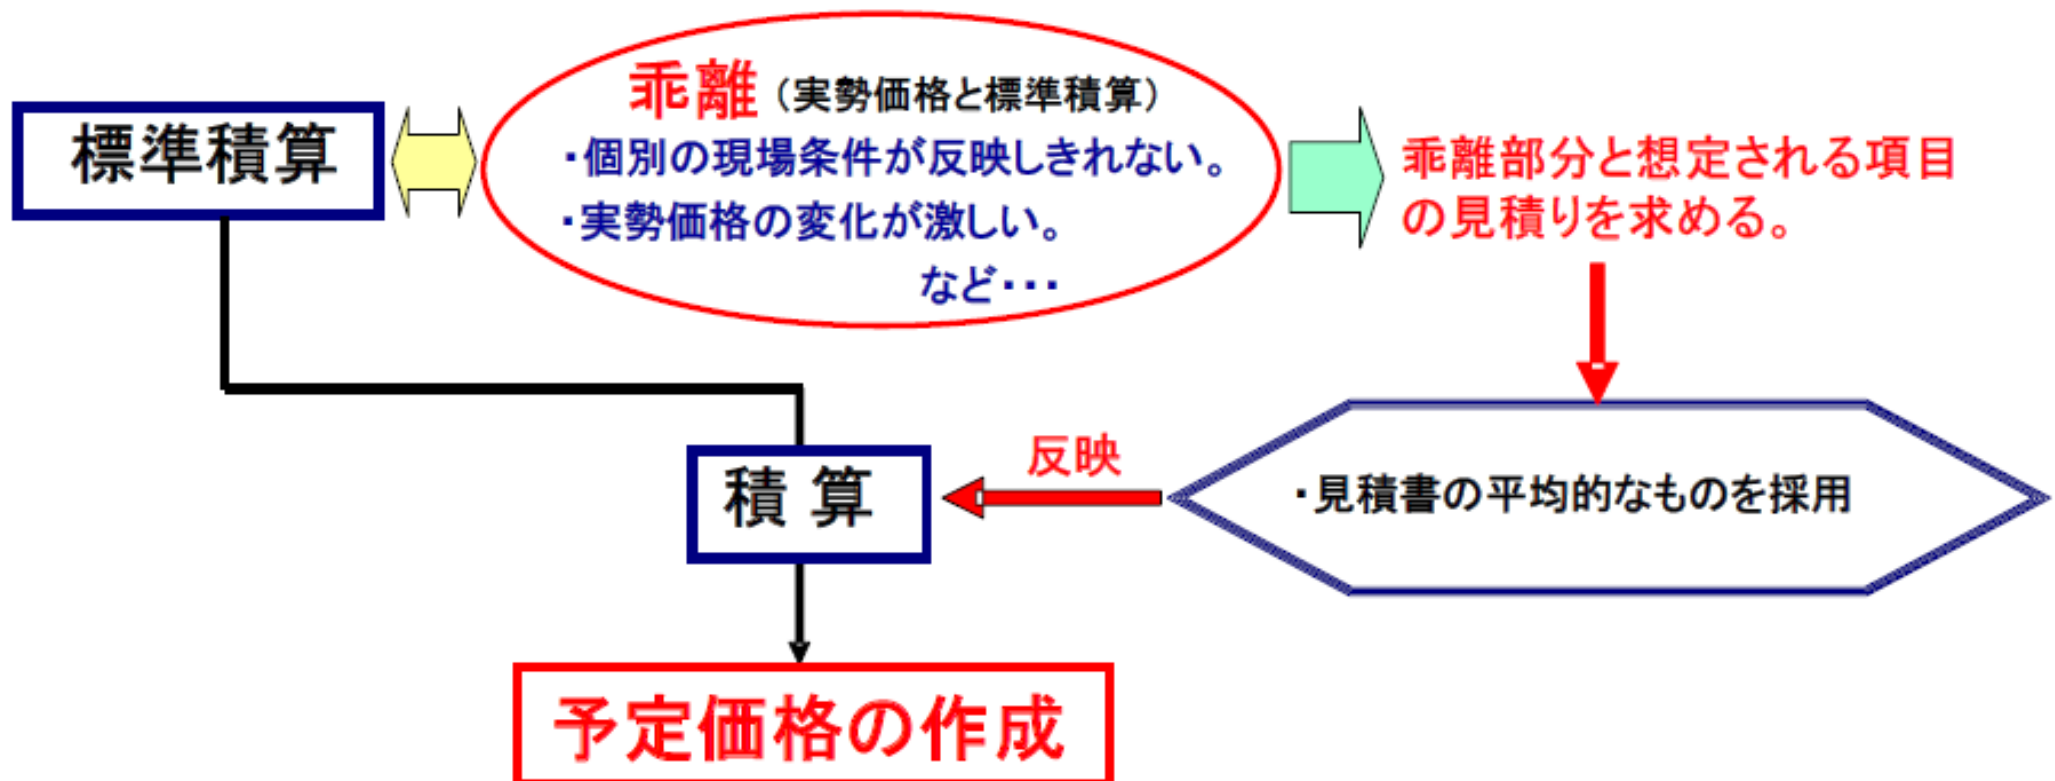 標準積算
乖離（実勢価格と標準積算）
・個別の現場条件が反映しきれない。
・実勢価格の変化が激しい。
など・・・
乖離部分と想定される項目
の見積りを求める。
反映
積 算
・見積書の平均的なものを採用
予定価格の作成